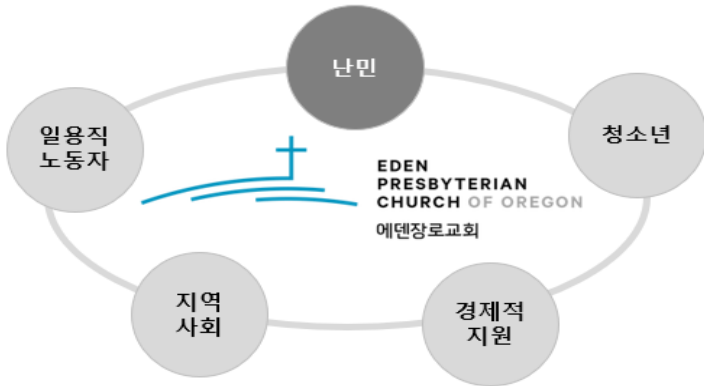 난민
일용직
노동자
청소년
EDEN
PRESBYTERIAN
CHURCH OF OREGON
에덴장로교회
지역
사회
경제적
지원